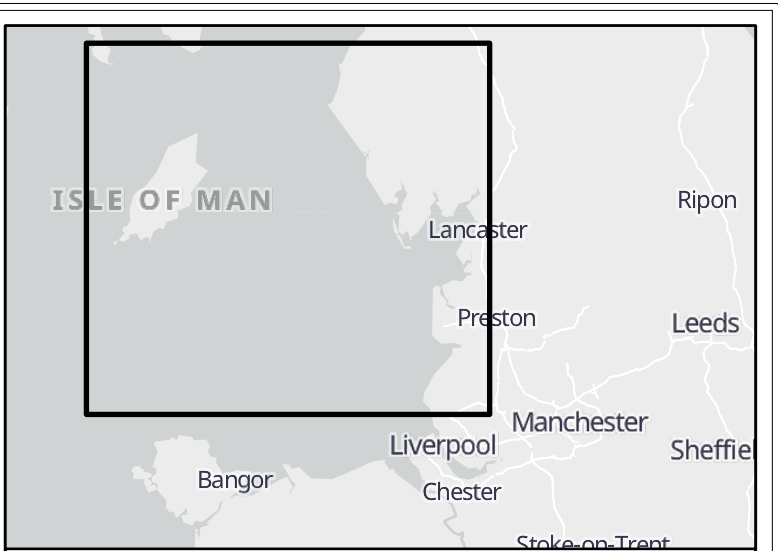 ISLE OF MAN
Ripon
Lancaster
Preston
Leeds
Manchester
Liverpool
Sheffiel
Bangor
Chester
Stoke-on-Trent